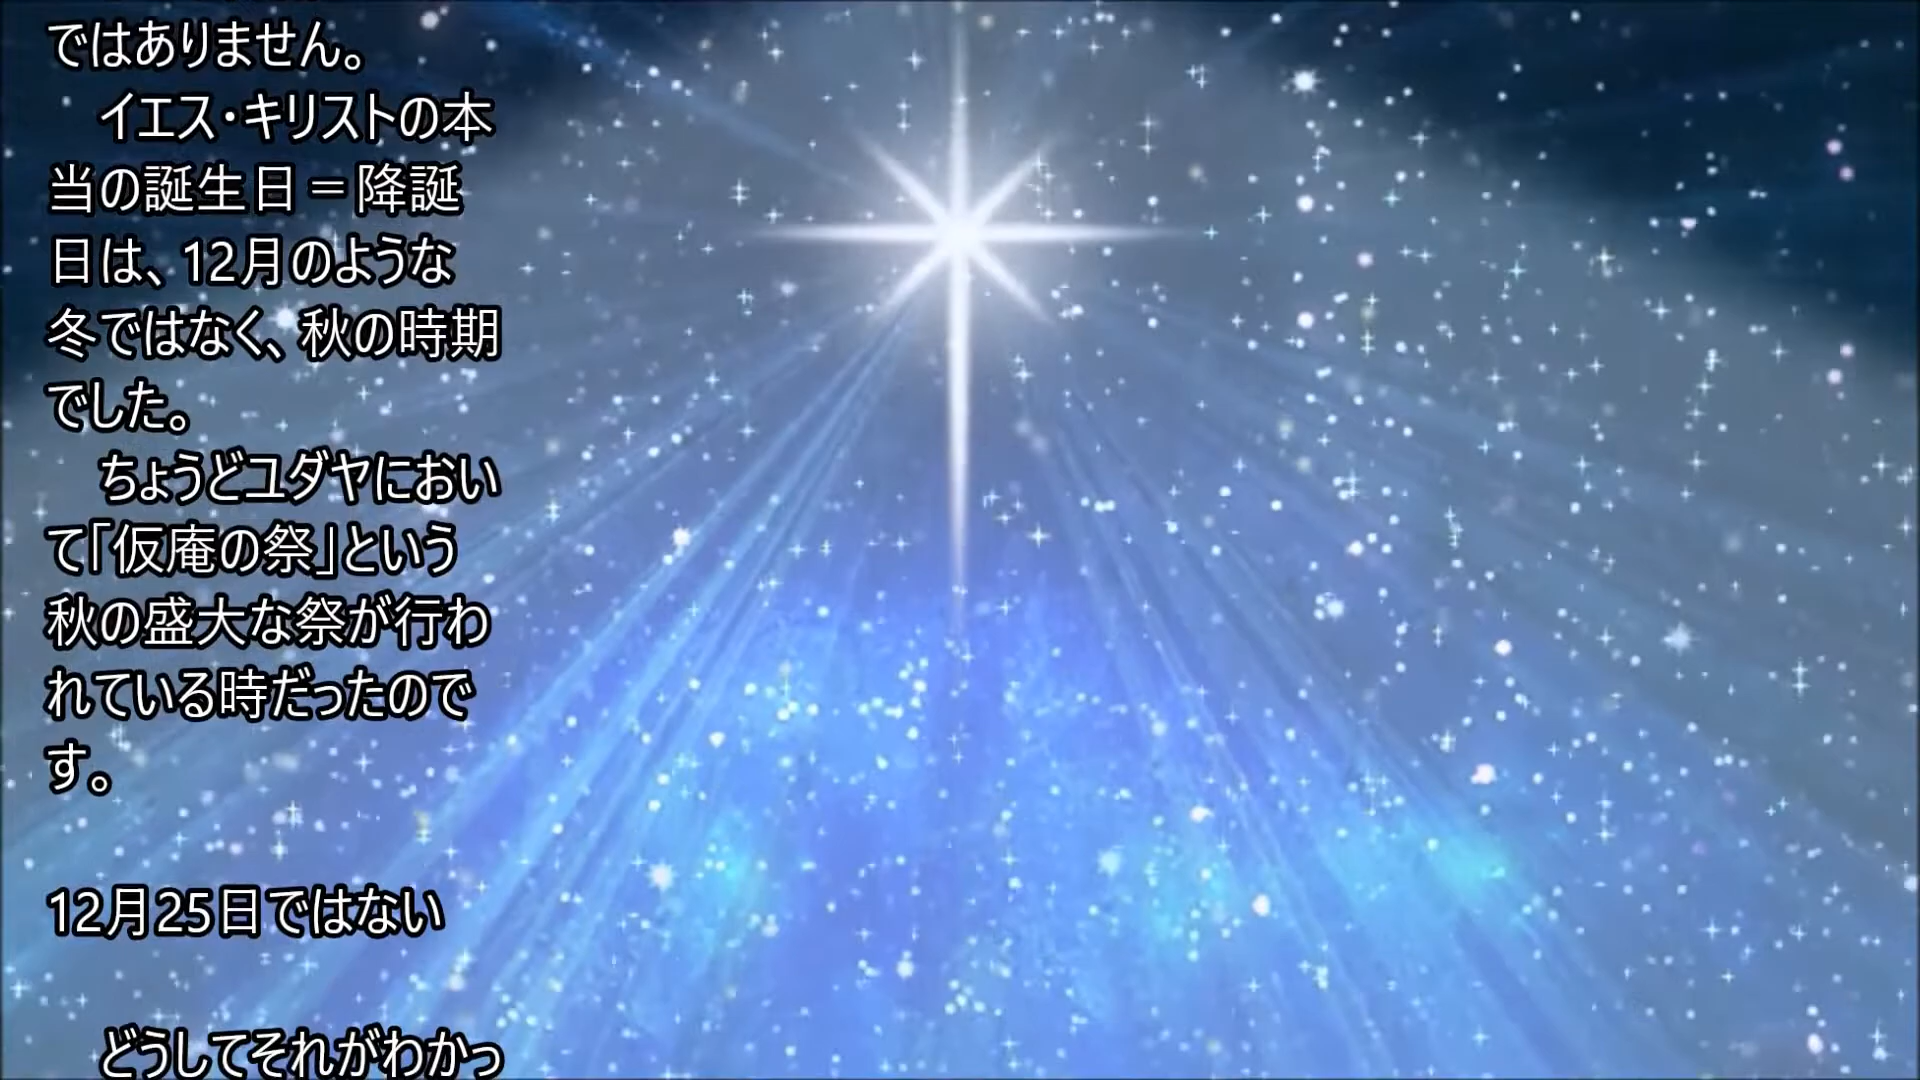 ではありません。
イエス・キリストの本
当の誕生日＝降誕
日は、12月のような
冬ではなく、秋の時期
でした。
ちょうどユダヤにおい
て「仮庵の祭」という
秋の盛大な祭が行わ
れている時だったので
す。
12月25日ではない
どうしてそれがわかっ